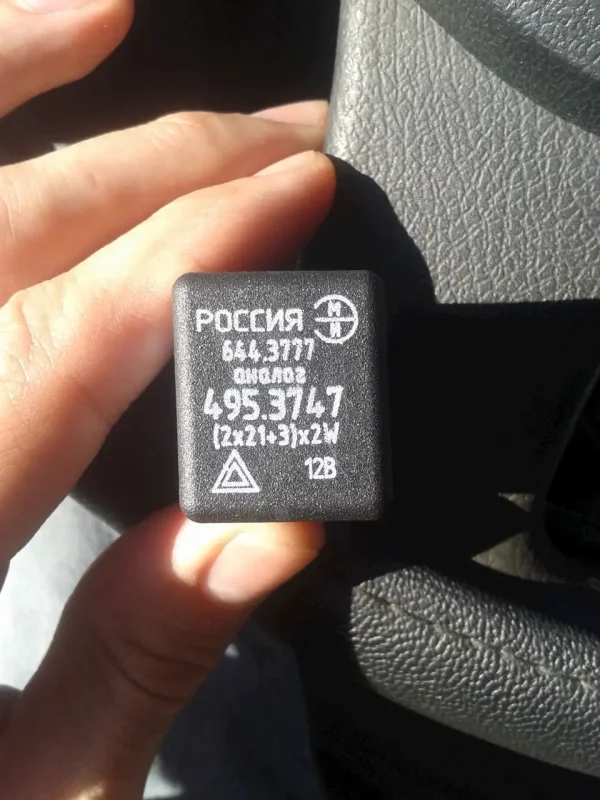 РОССИЯ
644.3777
аналог
495.3747
(2x21+3)x2W
12В